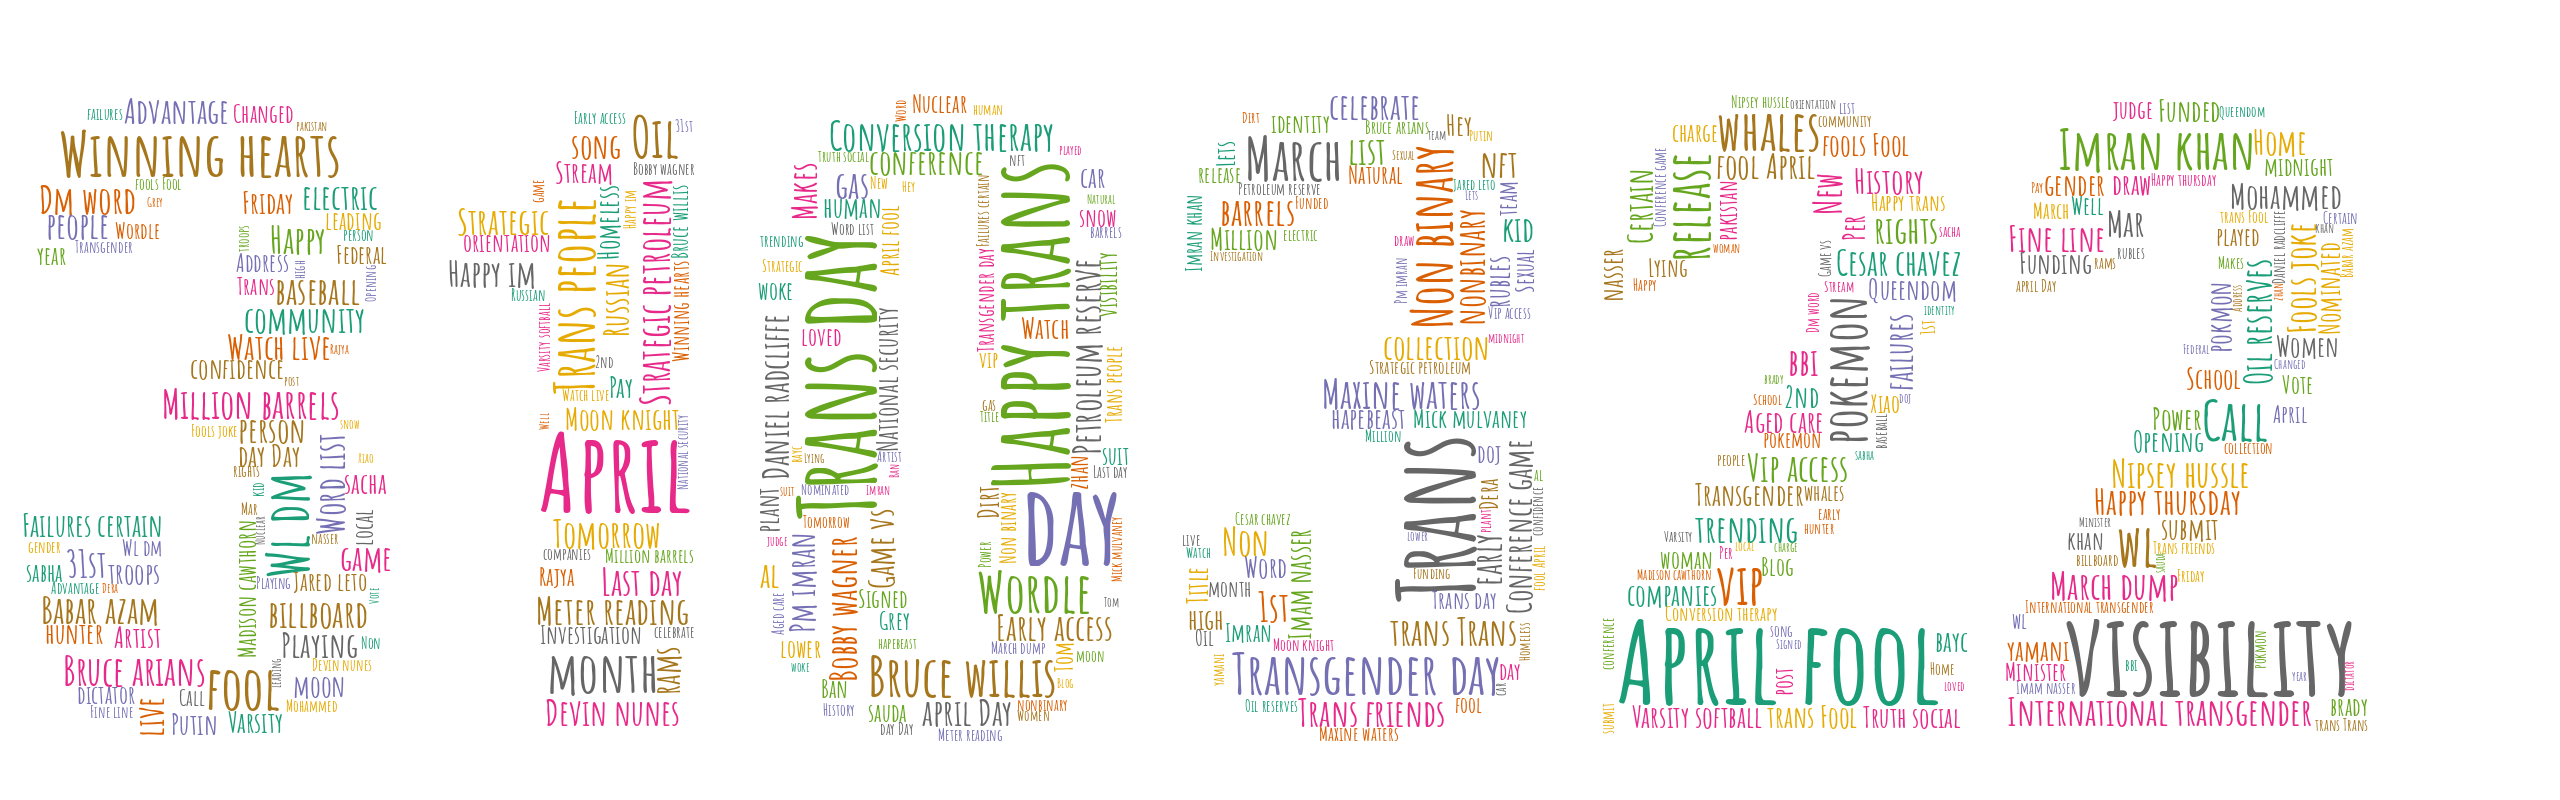 failures Advantage Changed
Pakistan
Winning hearts
fools Fool
Dm word Grey Friday electric
people Wordle leading
Transgender troops Happy person
year Address high Federal
Trans baseball opening
community
Watch live Rajya
confidence post
Million barrels
Fools joke person snow
day Day Word list Xiao
rights Wl dm kid Sacha
Mar nuclear Nasser local
Failures certain Madison Cawthorn
gender Wl dm game
Sabha 31st troops
Advantage Dera Playing Jared Leto vote
Babar Azam billboard
hunter Artist Playing Non
Bruce Arians leading Devin nunes
dictator Call fool moon
Fine line live Mohammed
Putin Varsity
Early access Oil 31st
song Bobby wagner
Stream game
Strategic Trans people homeless happy im Strategic petroleum Bruce willis
orientation
Happy im Russian
Russian winning hearts
Varsity softball 2nd
Watch live Pay
well Moon knight
April national security
Tomorrow
companies Million barrels
Rajya Last day
Meter reading
Investigation celebrate
month Rams
Devin nunes
word Nuclear human
Conversion therapy
Truth social conference NFT played
Makes gas New Hey failures certain Happy Trans car
human natural
Word list April fool snow
trending Trans Day barrels
Strategic Transgender day Petroleum reserve visibility
woke Daniel radcliffe national security Watch
loved VIP Trans people
BAYC lying Artist gas title suit
plant suit Nominated Imran ban Zhan Last day
Tomorrow Game vs Dirt Non binary Day
judge Pm imran Bobby wagner power Mick mulvaney
al Wordle
Aged care Signed Tom
Grey Early access
lower hapebeast March dump Tom moon
woke Bruce willis Blog
Ban sauda april Day nonbinary
History women
day Day Meter reading
celebrate
Dirt identity Bruce Arians team Hey Putin
Lets March list sexual NFT
release natural Non binary Jared leto
Petroleum reserve lets team
Imran khan barrels Funded nonbinary
Million electric draw kid
Investigation Pm imran rubles Sexual
Vip access
collection midnight
Strategic petroleum
Maxine waters
hapebeast Mick mulvaney
Million
Trans DOJ Conference game
Cesar chavez early plant Dera al confidence
live Non lower
Watch Word Imam Nasser fool April
Title month Funding
high 1st Trans day
Oil Imran trans Trans homeless
Moon knight
yamani Transgender day car day
Oil reserves Trans friends fool
Maxine waters
Nipsey hussle orientation list
charge whales community
fool April fools Fool
Certain conference game release Pakistan New History
Happy trans
woman per rights Sacha
Nasser Lying Game vs Cesar chavez
Happy Stream Queendom
Dm word pokemon failures identity
1st
BBI
brady Xiao DOJ
school 2nd
Aged care baseball
pokemon
people Vip access Sabha
Transgender whales
early
Varsity trending hunter
woman Per local charge
Madison cawthorn VIP Blog
companies
Conversion therapy
conference April fool song Signed BAYC
post Home
loved
submit Varsity softball trans Fool Truth social
judge Funded Queendom
Imran khan Home
midnight
pay gender draw Happy thursday Mohammed
March Well trans Fool Certain
Mar played khan
Fine line Daniel radcliffe Fools joke Nominated Babar azam
Funding Rams rubles Makes
april Day Pokmon address Oil reserves Zhan
Federal Women
Changed
School Vote
Power Call April
Opening collection
Nipsey hussle
Happy thursday
Minister submit
khan Wl Trans friends
billboard sauda Friday
March dump
International transgender
WL Visibility
yamani BBI pokmon year dictator
Minister
Imam nasser
International transgender brady
trans Trans